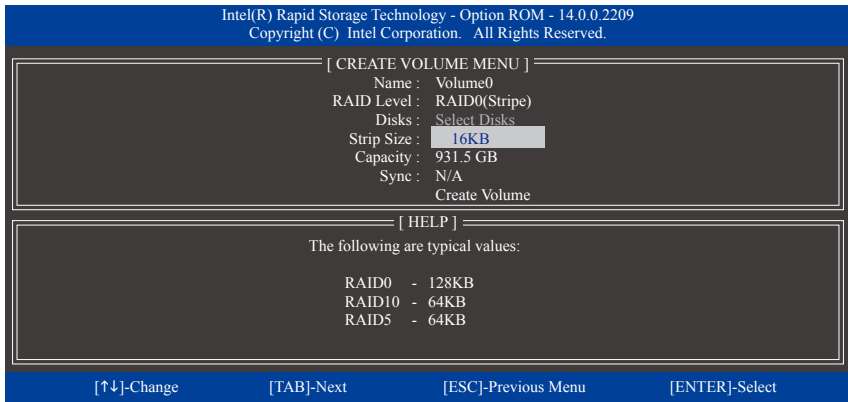 Intel(R) Rapid Storage Technology - Option ROM - 14.0.0.2209
Copyright (C) Intel Corporation. All Rights Reserved.
[ CREATE VOLUME MENU ]
Name : Volume0
RAID Level : RAID0(Stripe)
Disks : Select Disks
Strip Size : 16KB
Capacity : 931.5 GB
Sync : N/A
Create Volume
[ HELP ]
The following are typical values:
RAID0 - 128KB
RAID10 - 64KB
RAID5 - 64KB
[↑↓]-Change [TAB]-Next [ESC]-Previous Menu [ENTER]-Select